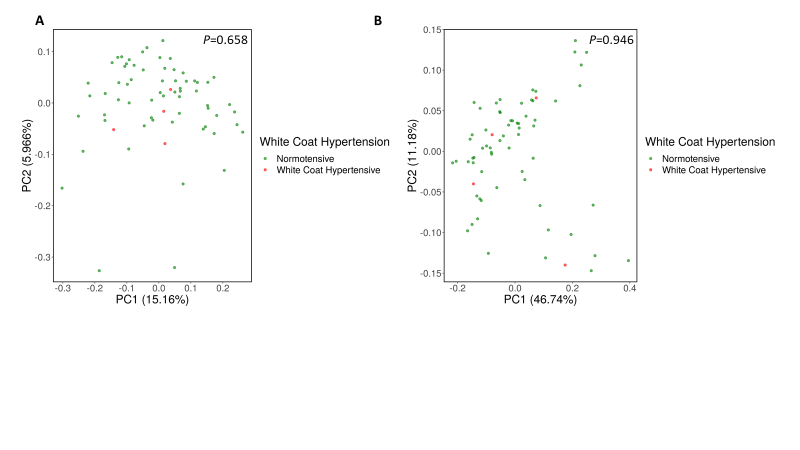 A
P=0.658
0.1
0.0
-0.1
-0.2
-0.3
PC2 (5.966%)
-0.3 -0.2 -0.1 0.0 0.1 0.2
PC1 (15.16%)
White Coat Hypertension
Normotensive
White Coat Hypertensive
B
P=0.946
0.15
0.10
0.05
0.00
-0.05
-0.10
-0.15
PC2 (11.18%)
-0.2 0.0 0.2 0.4
PC1 (46.74%)
White Coat Hypertension
Normotensive
White Coat Hypertensive